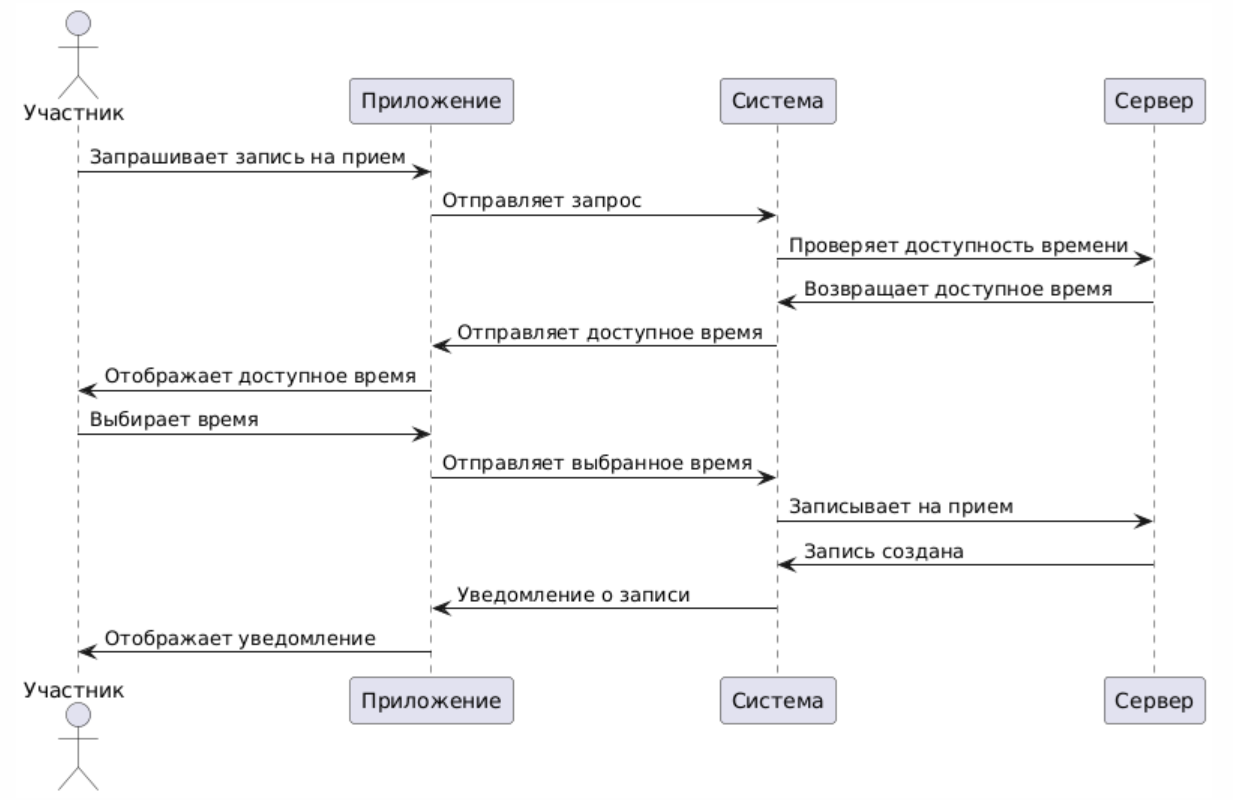 Участник
Приложение
Система
Сервер
Запрашивает запись на прием
Отправляет запрос
Проверяет доступность времени
Возвращает доступное время
Отправляет доступное время
Отображает доступное время
Выбирает время
Отправляет выбранное время
Записывает на прием
Запись создана
Уведомление о записи
Отображает уведомление
Участник
Приложение
Система
Сервер